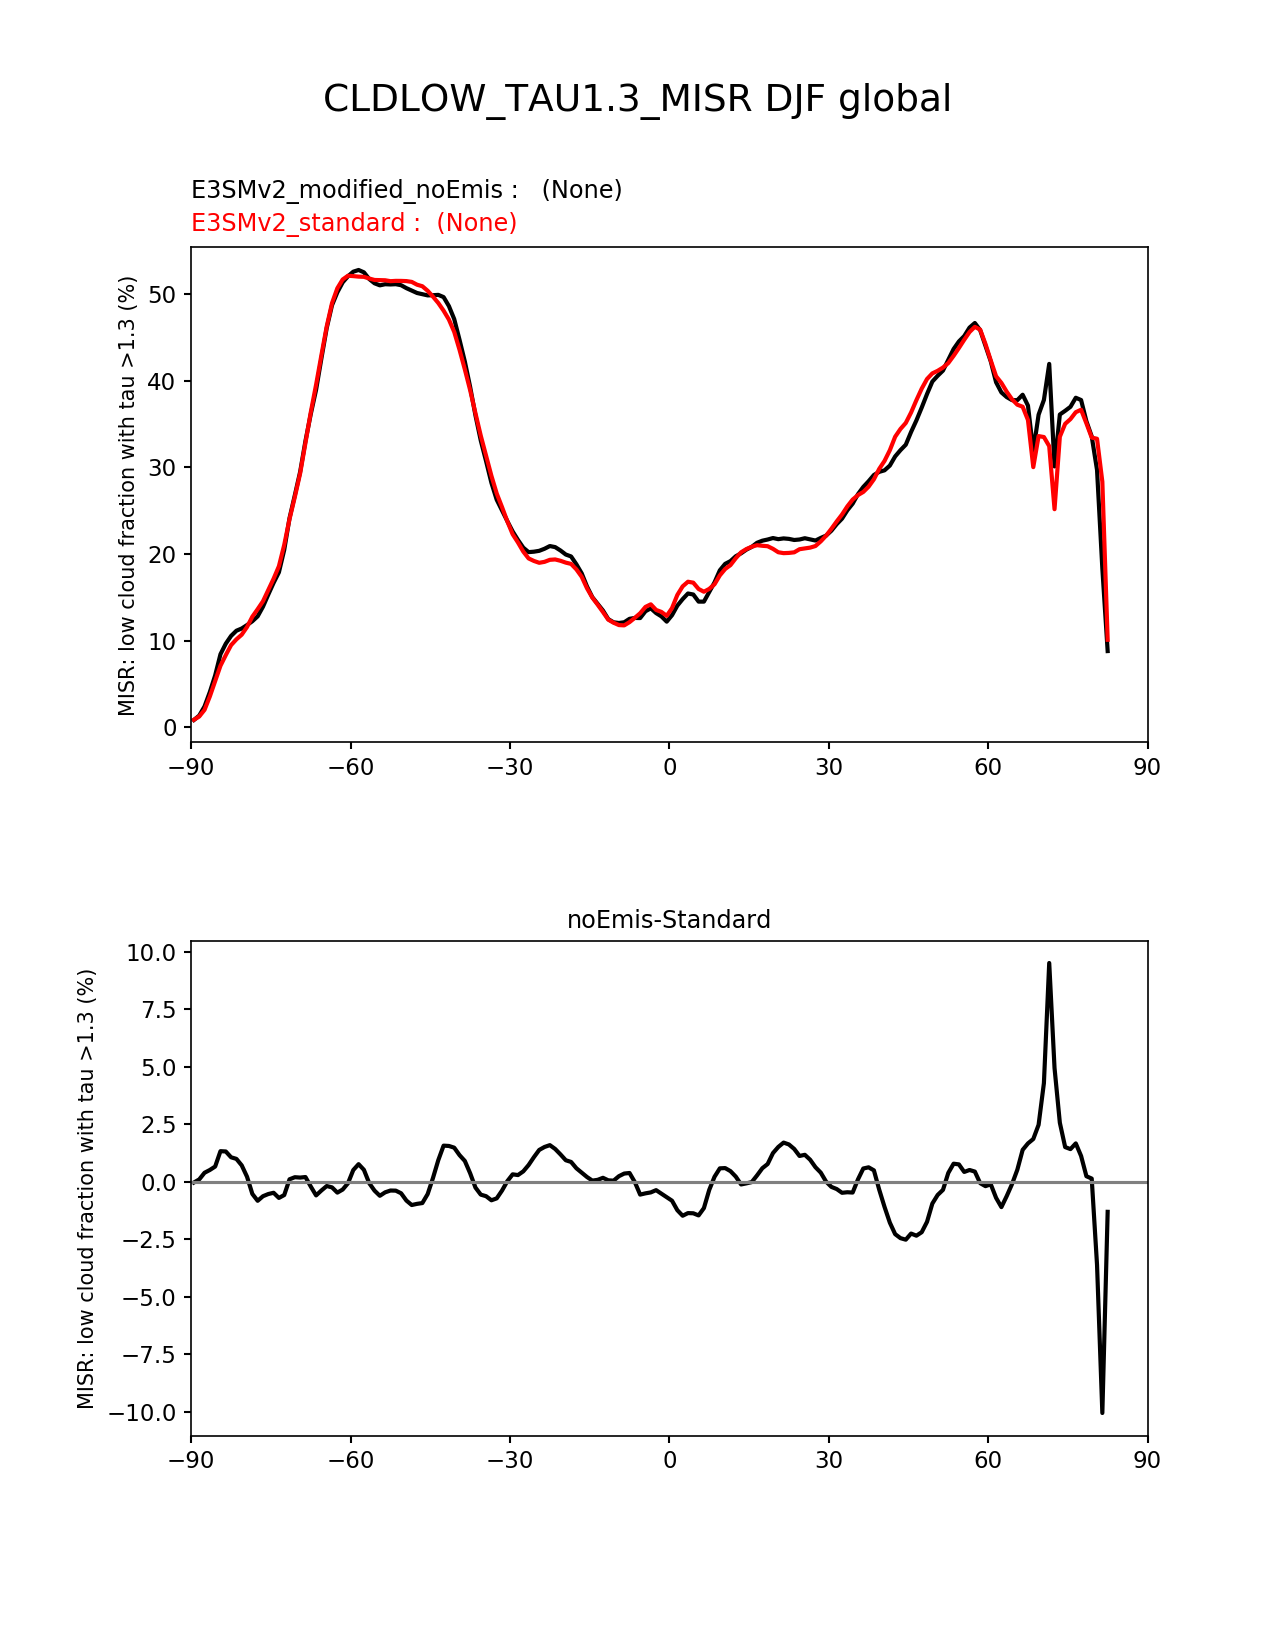 CLDLOW_TAU1.3_MISR DJF global
E3SMv2_modified_noEmis :   (None)
E3SMv2_standard :  (None)
MISR: low cloud fraction with tau >1.3 (%)
50
40
30
20
10
0
−90 −60 −30 0 30 60 90
noEmis-Standard
MISR: low cloud fraction with tau >1.3 (%)
10.0
7.5
5.0
2.5
0.0
−2.5
−5.0
−7.5
−10.0
−90 −60 −30 0 30 60 90